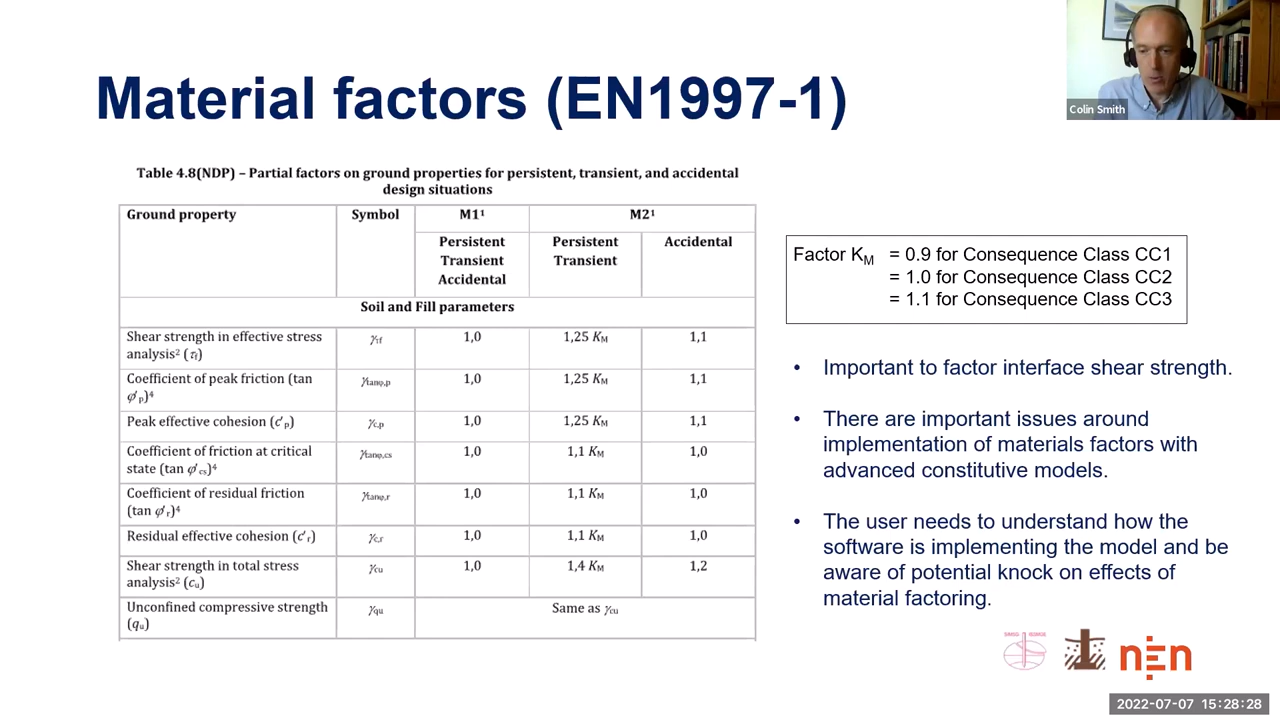 Material factors (EN1997-1)
Colin Smith
Table 4.8(NDP) – Partial factors on ground properties for persistent, transient, and accidental
design situations
Ground property Symbol M1¹ M2¹
Persistent
Transient
Accidental
Persistent
Transient
Accidental
Soil and Fill parameters
Shear strength in effective stress
analysis² (τf) γτf 1,0 1,25 KM 1,1
Coefficient of peak friction (tan
φ′p)⁴ γtanφ,p 1,0 1,25 KM 1,1
Peak effective cohesion (c′p) γc,p 1,0 1,25 KM 1,1
Coefficient of friction at critical
state (tan φ′cs)⁴ γtanφ,cs 1,0 1,1 KM 1,0
Coefficient of residual friction
(tan φ′r)⁴ γtanφ,r 1,0 1,1 KM 1,0
Residual effective cohesion (c′r) γc,r 1,0 1,1 KM 1,0
Shear strength in total stress
analysis² (cu) γcu 1,0 1,4 KM 1,2
Unconfined compressive strength
(qu) γqu Same as γcu
Factor KM = 0.9 for Consequence Class CC1
= 1.0 for Consequence Class CC2
= 1.1 for Consequence Class CC3
• Important to factor interface shear strength.
• There are important issues around
implementation of materials factors with
advanced constitutive models.
• The user needs to understand how the
software is implementing the model and be
aware of potential knock on effects of
material factoring.
nEn
2022-07-07 15:28:28